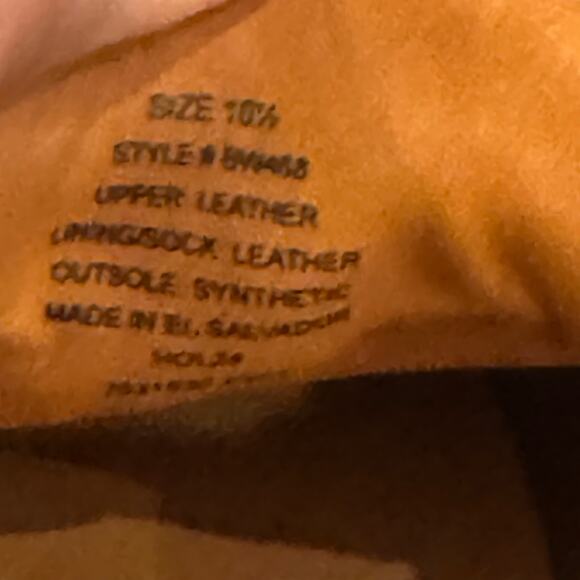 SIZE 10½
STYLE #
UPPER LEATHER
LINING/SOCK LEATHER
OUTSOLE SYNTHETIC
MADE IN EL SALVADOR